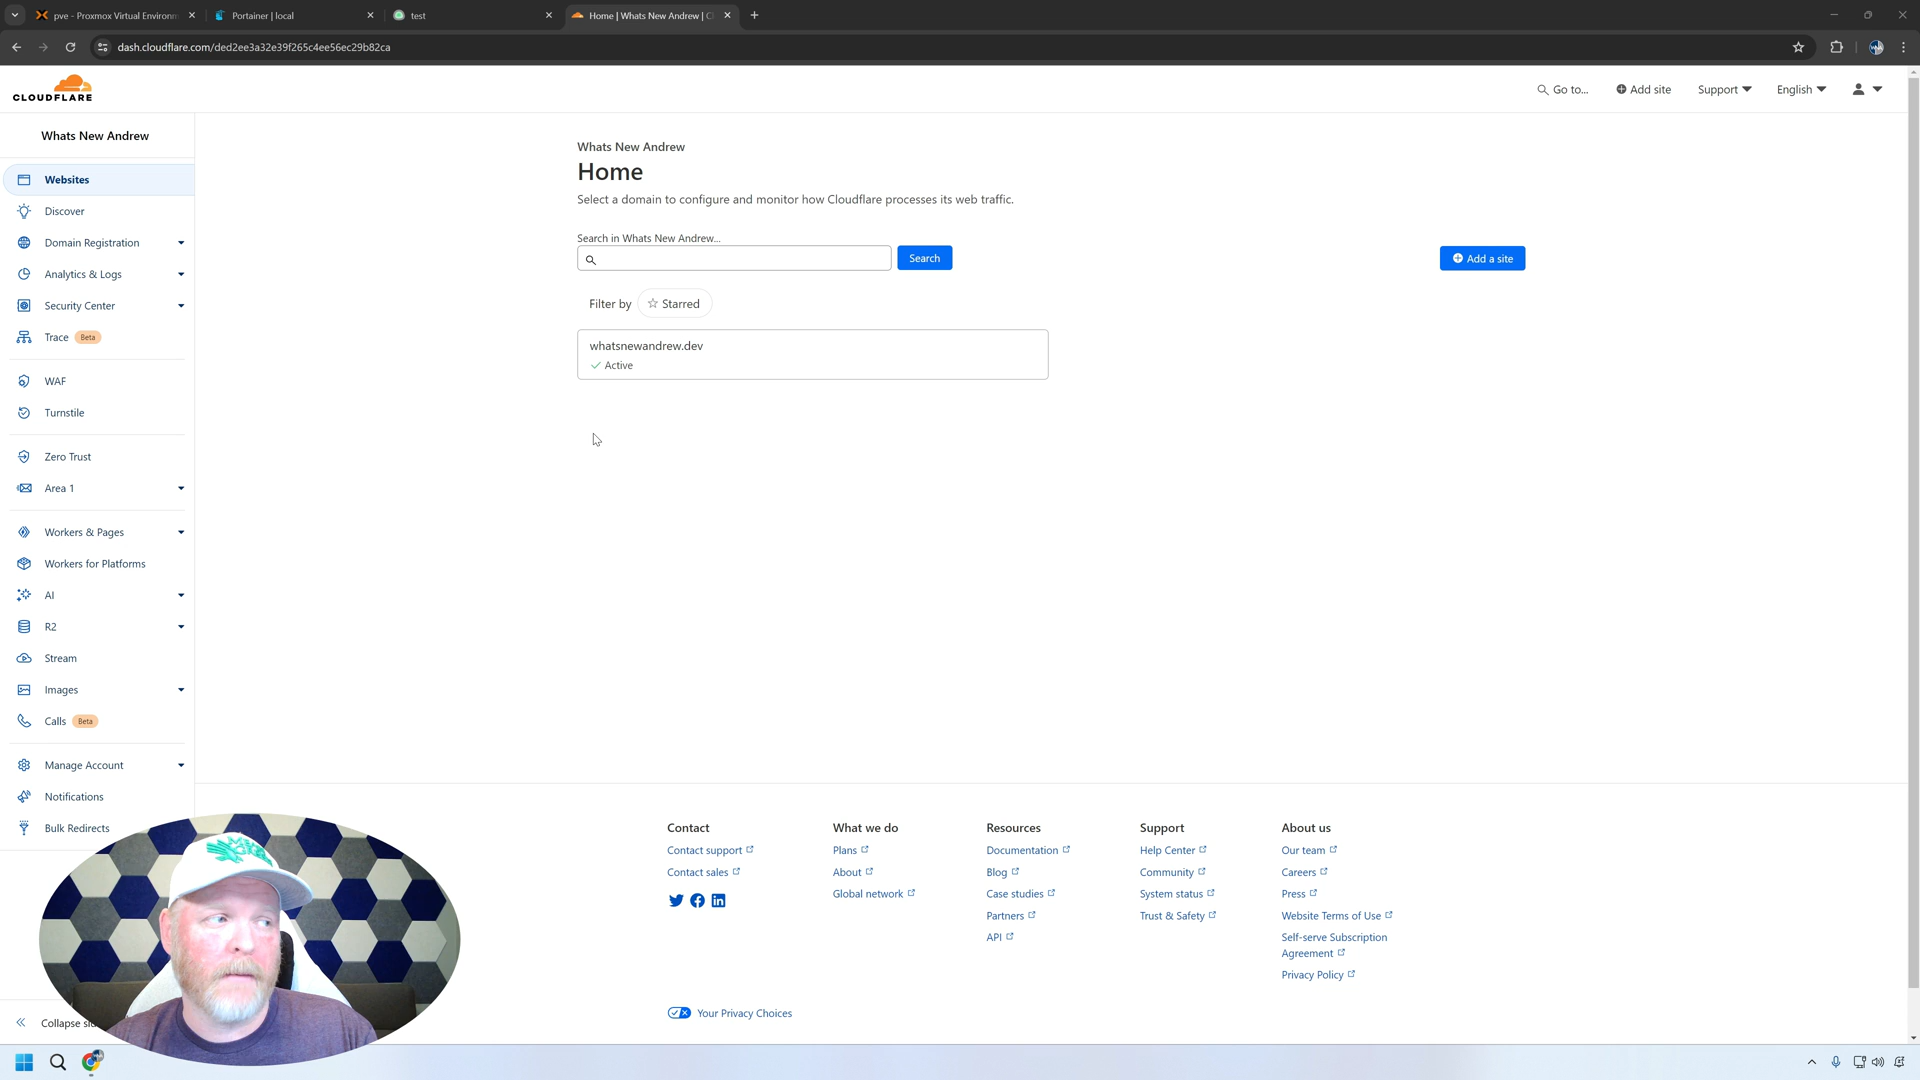 pve - Proxmox Virtual Environm
Portainer | local
test
Home | Whats New Andrew | C
dash.cloudflare.com/ded2ee3a32e39f265c4ee56ec29b82ca
CLOUDFLARE
Go to...
Add site
Support
English
Whats New Andrew
Websites
Discover
Domain Registration
Analytics & Logs
Security Center
Trace Beta
WAF
Turnstile
Zero Trust
Area 1
Workers & Pages
Workers for Platforms
AI
R2
Stream
Images
Calls Beta
Manage Account
Notifications
Bulk Redirects
Collapse si
Whats New Andrew
Home
Select a domain to configure and monitor how Cloudflare processes its web traffic.
Search in Whats New Andrew...
Search
Add a site
Filter by Starred
whatsnewandrew.dev
Active
Contact
Contact support
Contact sales
What we do
Plans
About
Global network
Resources
Documentation
Blog
Case studies
Partners
API
Support
Help Center
Community
System status
Trust & Safety
About us
Our team
Careers
Press
Website Terms of Use
Self-serve Subscription
Agreement
Privacy Policy
Your Privacy Choices